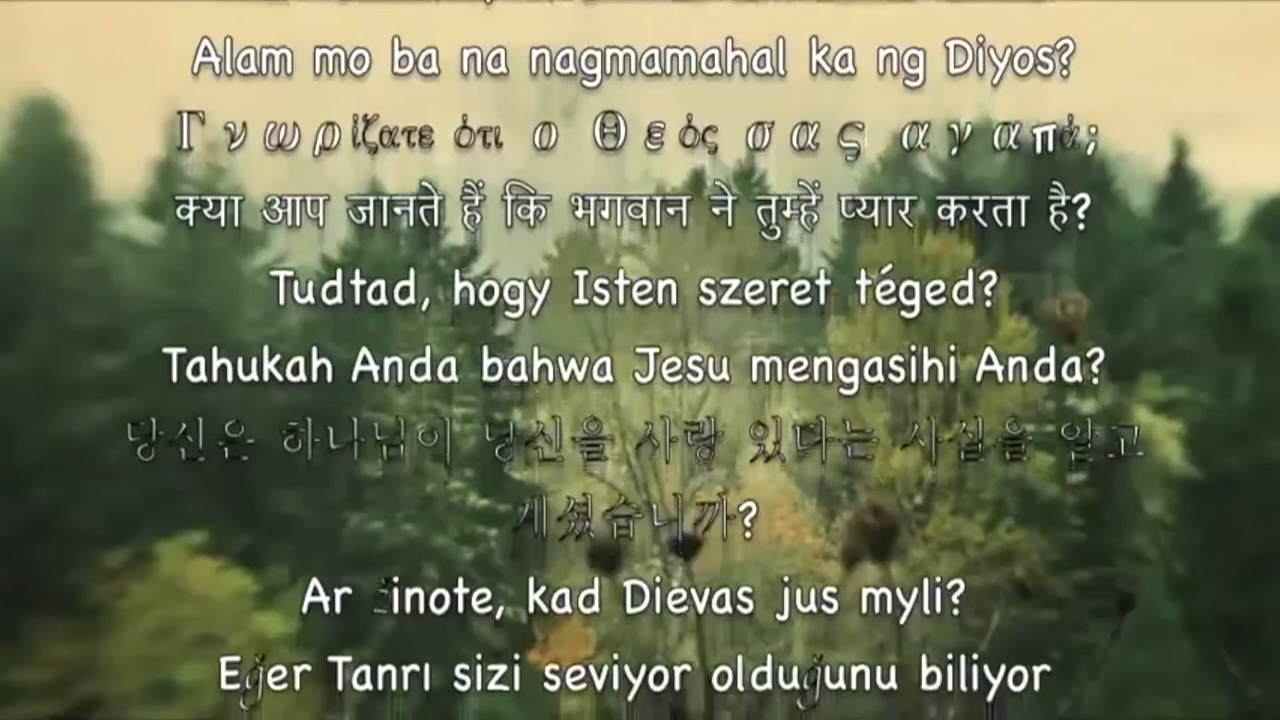 Alam mo ba na nagmamahal ka ng Diyos?
Γνωρίζατε ότι ο Θεός σας αγαπά;
क्या आप जानते हैं कि भगवान ने तुम्हें प्यार करता है?
Tudtad, hogy Isten szeret téged?
Tahukah Anda bahwa Jesu mengasihi Anda?
당신은 하나님이 당신을 사랑 있다는 사실을 알고
계셨습니까?
Ar žinote, kad Dievas jus myli?
Eğer Tanrı sizi seviyor olduğunu biliyor